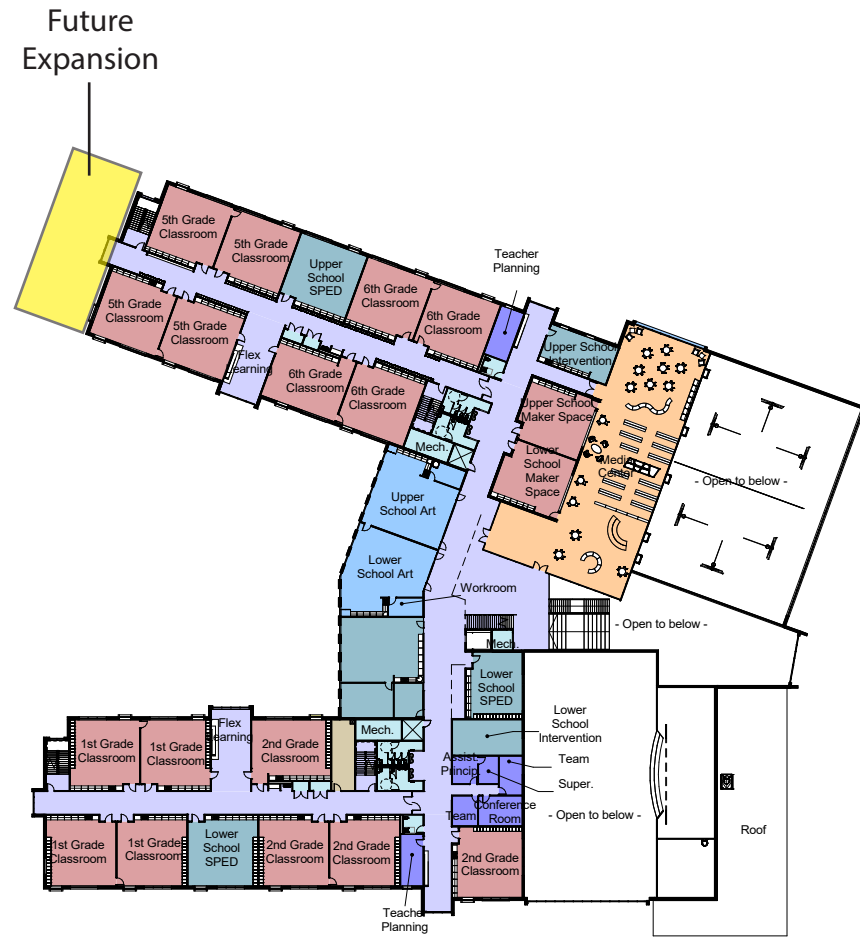 Future
Expansion
5th Grade
Classroom
5th Grade
Classroom
Upper
School
SPED
6th Grade
Classroom
6th Grade
Classroom
Teacher
Planning
5th Grade
Classroom
5th Grade
Classroom
Flex
Learning
6th Grade
Classroom
6th Grade
Classroom
Mech.
Upper School
Intervention
Upper School
Maker Space
Lower
School
Maker
Space
Media
Center
- Open to below -
Upper
School Art
Lower
School Art
Workroom
- Open to below -
Mech.
Lower
School
SPED
Lower
School
Intervention
Team
Super.
Assist.
Princip.
Conference
Room
Team
- Open to below -
Roof
1st Grade
Classroom
1st Grade
Classroom
Flex
Learning
2nd Grade
Classroom
Mech.
1st Grade
Classroom
1st Grade
Classroom
Lower
School
SPED
2nd Grade
Classroom
2nd Grade
Classroom
2nd Grade
Classroom
Teacher
Planning